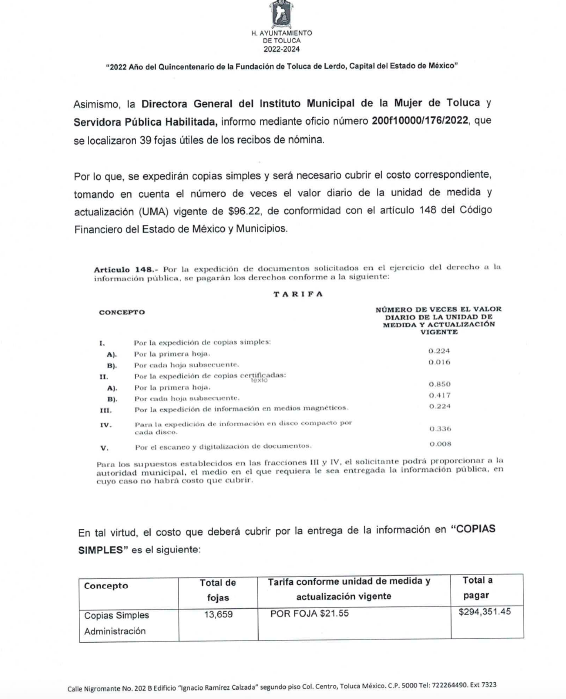 H. AYUNTAMIENTO
DE TOLUCA
2022-2024
"2022 Año del Quincentenario de la Fundación de Toluca de Lerdo, Capital del Estado de México"
Asimismo, la Directora General del Instituto Municipal de la Mujer de Toluca y
Servidora Pública Habilitada, informo mediante oficio número 200f10000/176/2022, que
se localizaron 39 fojas útiles de los recibos de nómina.
Por lo que, se expedirán copias simples y será necesario cubrir el costo correspondiente,
tomando en cuenta el número de veces el valor diario de la unidad de medida y
actualización (UMA) vigente de $96.22, de conformidad con el artículo 148 del Código
Financiero del Estado de México y Municipios.
Artículo 148.- Por la expedición de documentos solicitados en el ejercicio del derecho a la
información pública, se pagarán los derechos conforme a la siguiente:
TARIFA
CONCEPTO
NÚMERO DE VECES EL VALOR
DIARIO DE LA UNIDAD DE
MEDIDA Y ACTUALIZACIÓN
VIGENTE
I. Por la expedición de copias simples:
A). Por la primera hoja. 0.224
B). Por cada hoja subsecuente. 0.016
II. Por la expedición de copias certificadas:
texto
A). Por la primera hoja. 0.850
B). Por cada hoja subsecuente. 0.417
III. Por la expedición de información en medios magnéticos. 0.224
IV. Para la expedición de información en disco compacto por
cada disco. 0.336
V. Por el escaneo y digitalización de documentos. 0.008
Para los supuestos establecidos en las fracciones III y IV, el solicitante podrá proporcionar a la
autoridad municipal, el medio en el que requiera le sea entregada la información pública, en
cuyo caso no habrá costo que cubrir.
En tal virtud, el costo que deberá cubrir por la entrega de la información en "COPIAS
SIMPLES" es el siguiente:
Concepto
Total de
fojas
Tarifa conforme unidad de medida y
actualización vigente
Total a
pagar
Copias Simples
Administración
13,659
POR FOJA $21.55
$294,351.45
Calle Nigromante No. 202 B Edificio "Ignacio Ramírez Calzada" segundo piso Col. Centro, Toluca México. C.P. 5000 Tel: 722264490. Ext 7323